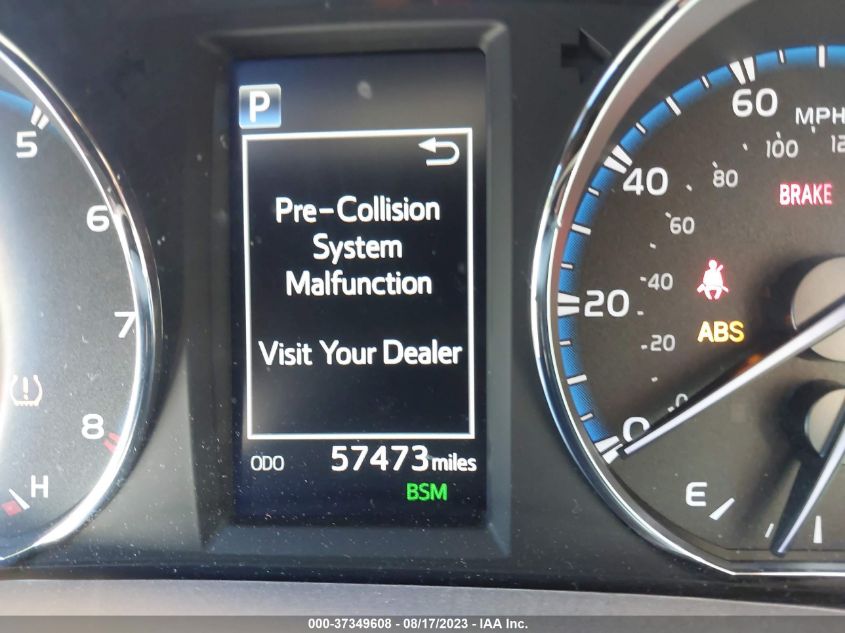 P
Pre-Collision
System
Malfunction
Visit Your Dealer
ODO 57473 miles
BSM
5
6
7
8
H
60
MPH
100
80
40
BRAKE
60
40
20
ABS
20
0
0
E
000-37349608 - 08/17/2023 - © IAA Inc.